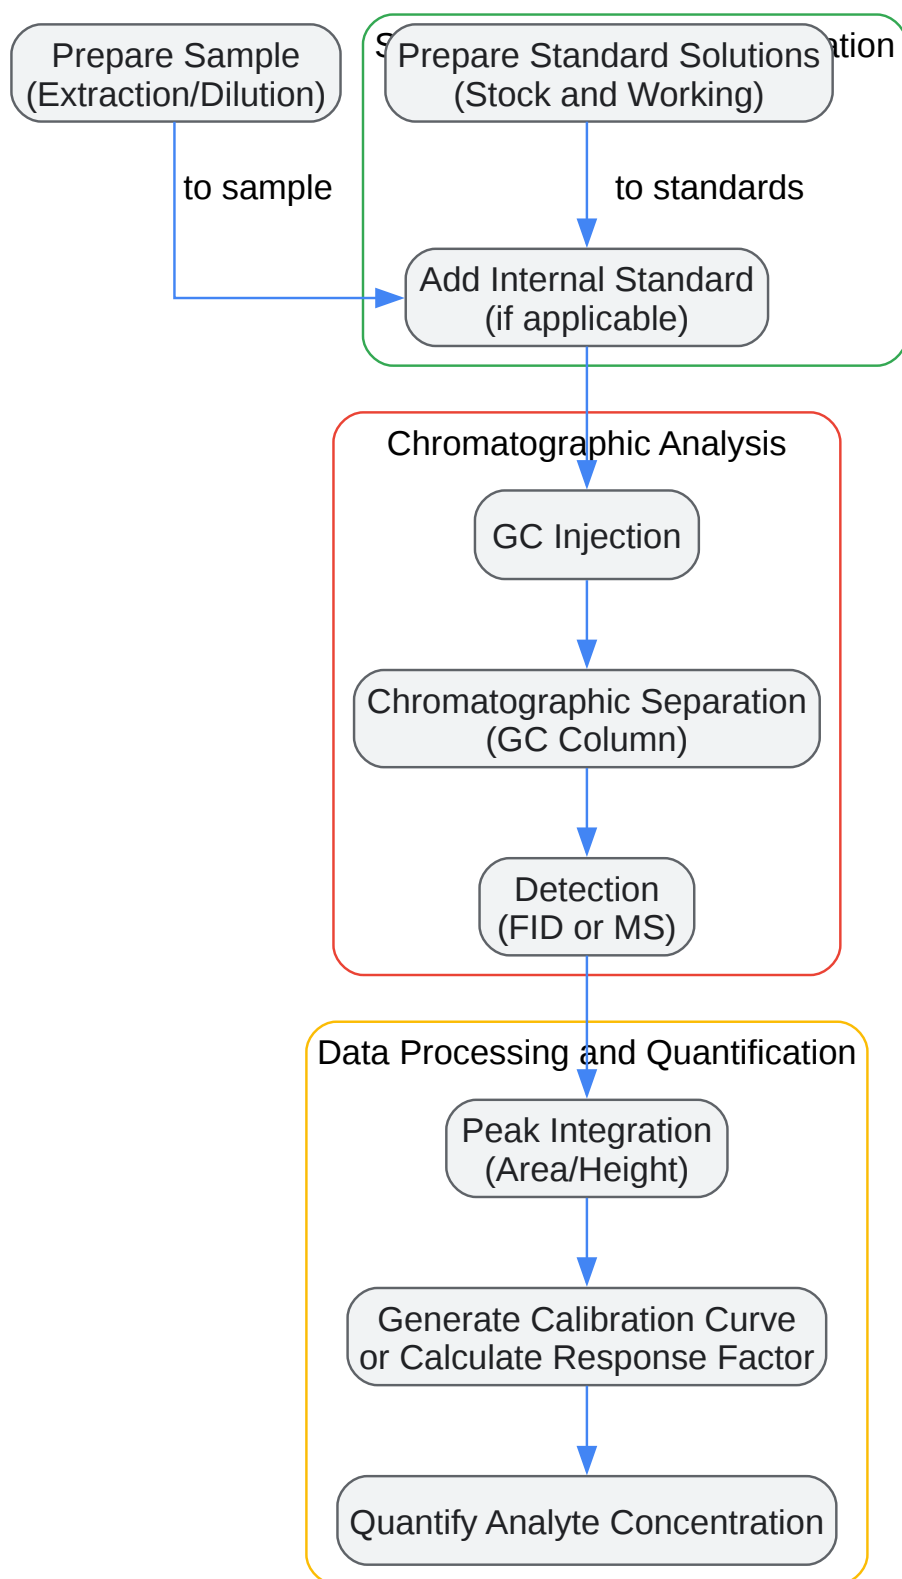 Prepare Sample
(Extraction/Dilution)
Prepare Standard Solutions
(Stock and Working)
to sample
to standards
Add Internal Standard
(if applicable)
Chromatographic Analysis
GC Injection
Chromatographic Separation
(GC Column)
Detection
(FID or MS)
Data Processing and Quantification
Peak Integration
(Area/Height)
Generate Calibration Curve
or Calculate Response Factor
Quantify Analyte Concentration